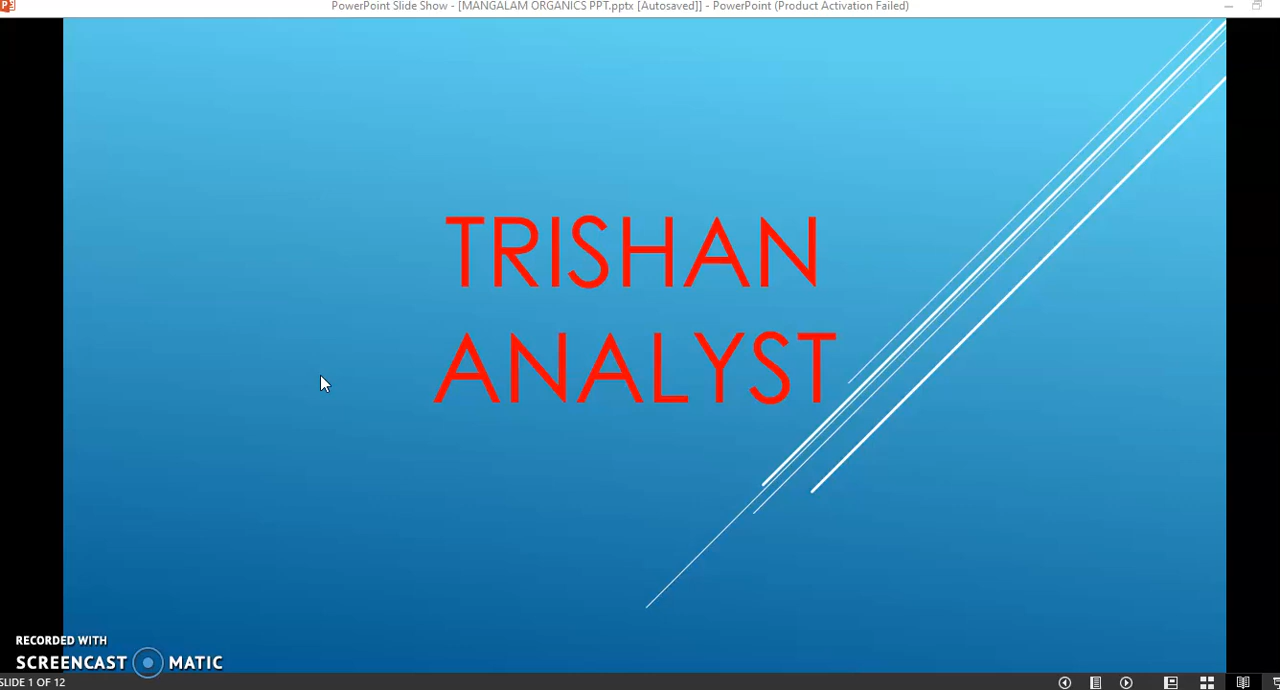 PowerPoint Slide Show - [MANGALAM ORGANICS PPT.pptx [Autosaved]] - PowerPoint (Product Activation Failed)
TRISHAN
ANALYST
RECORDED WITH
SCREENCAST MATIC
SLIDE 1 OF 12